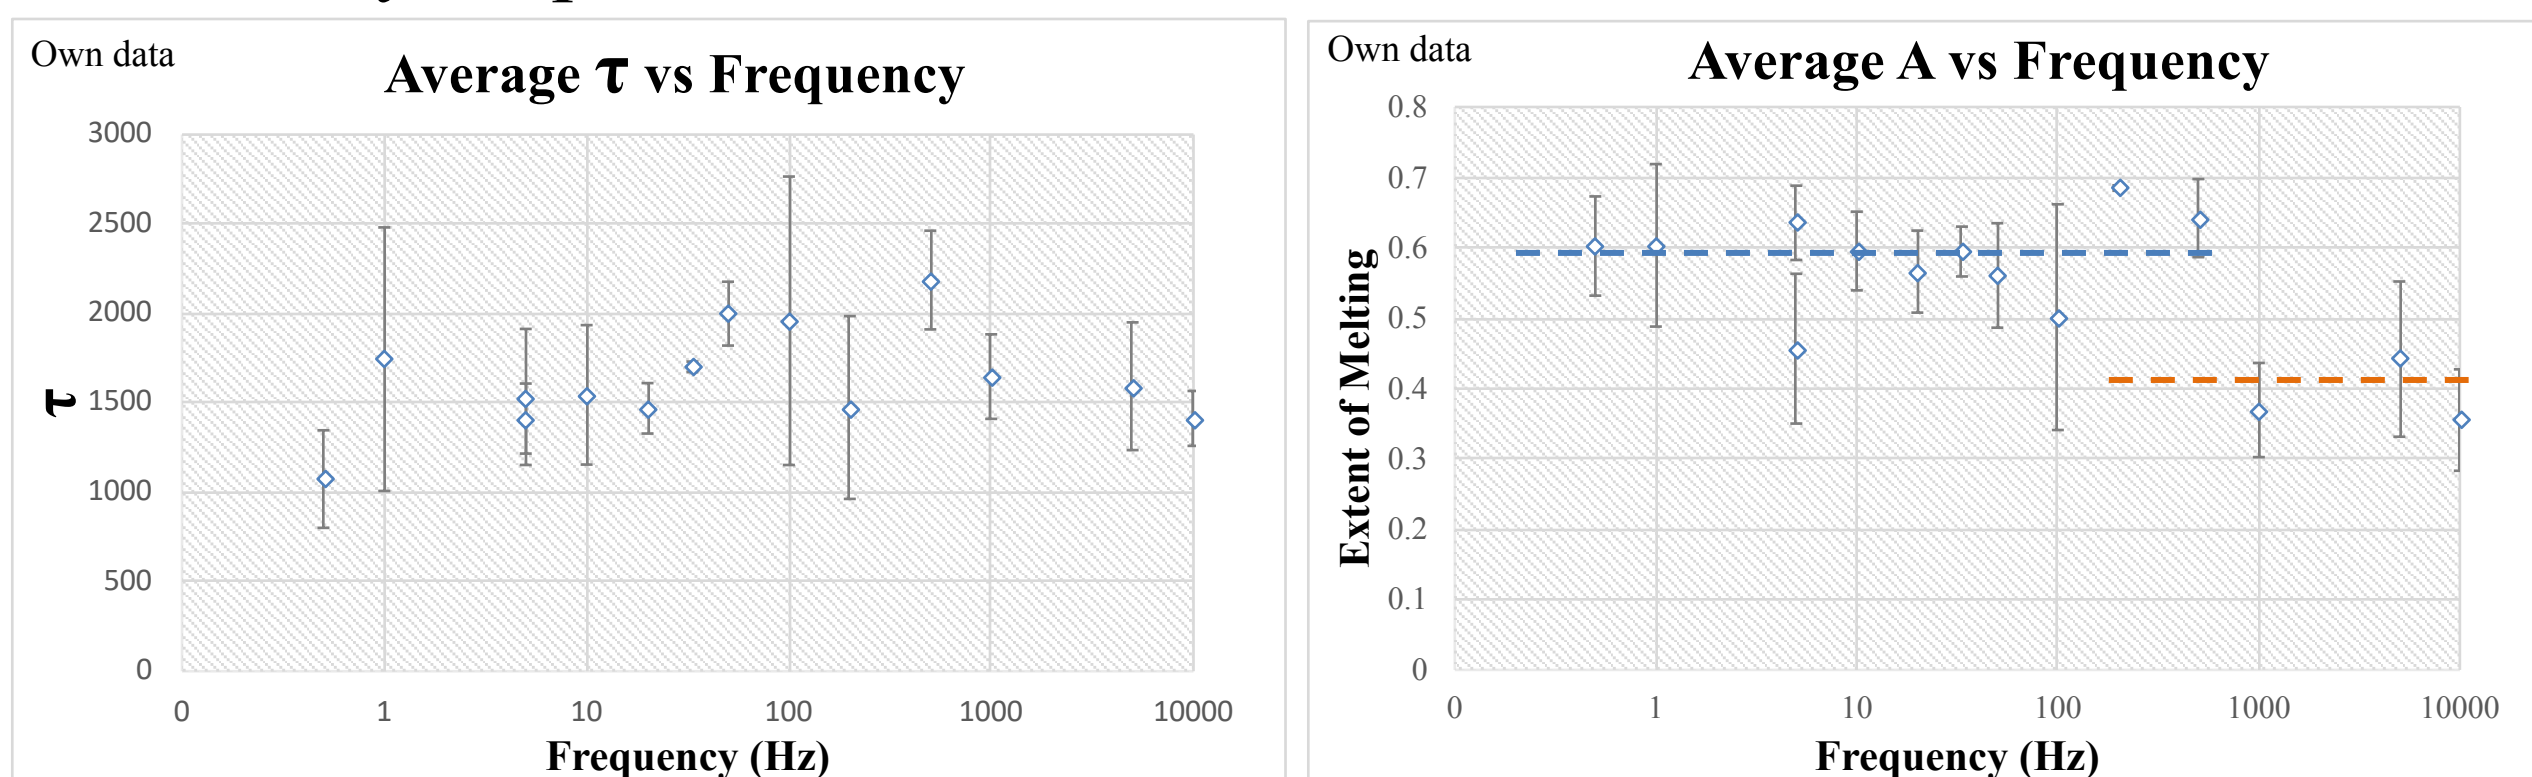 Own data
Average τ vs Frequency
3000
2500
2000
1500
1000
500
0
τ
0 1 10 100 1000 10000
Frequency (Hz)
Own data
Average A vs Frequency
0.8
0.7
0.6
0.5
0.4
0.3
0.2
0.1
0
Extent of Melting
0 1 10 100 1000 10000
Frequency (Hz)